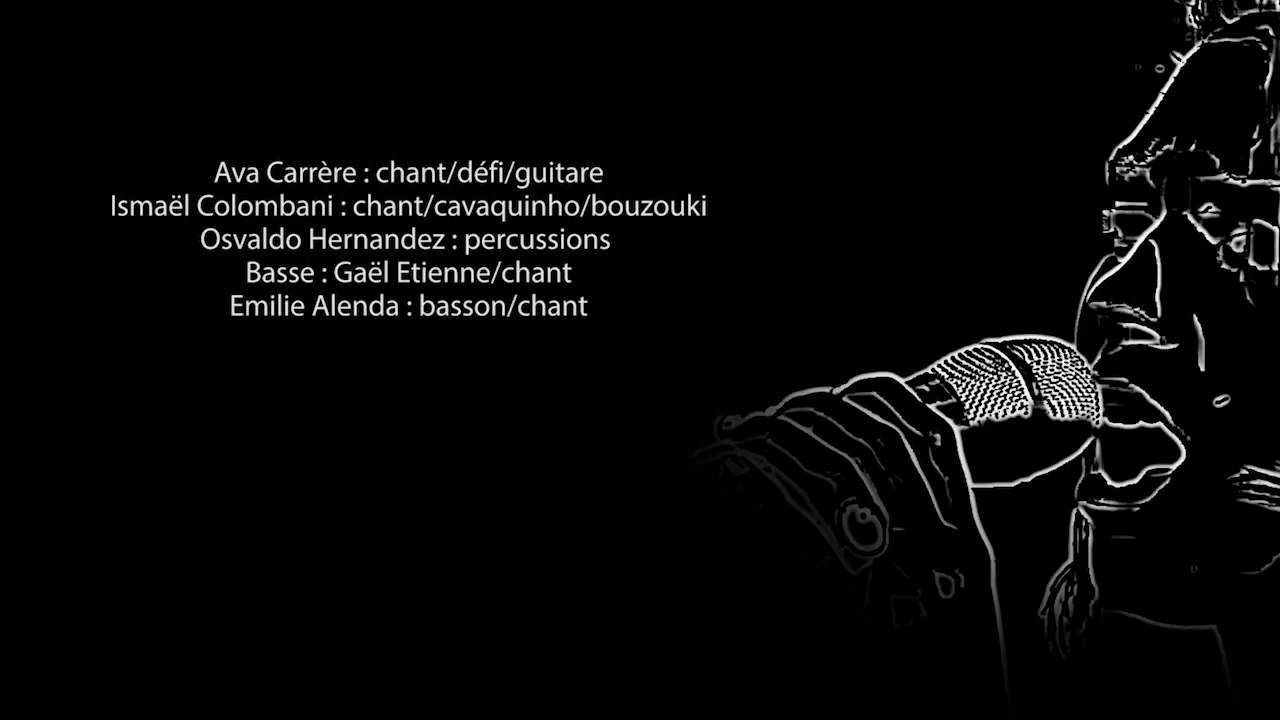 Ava Carrère : chant/défi/guitare
Ismaël Colombani : chant/cavaquinho/bouzouki
Osvaldo Hernandez : percussions
Basse : Gaël Etienne/chant
Emilie Alenda : basson/chant